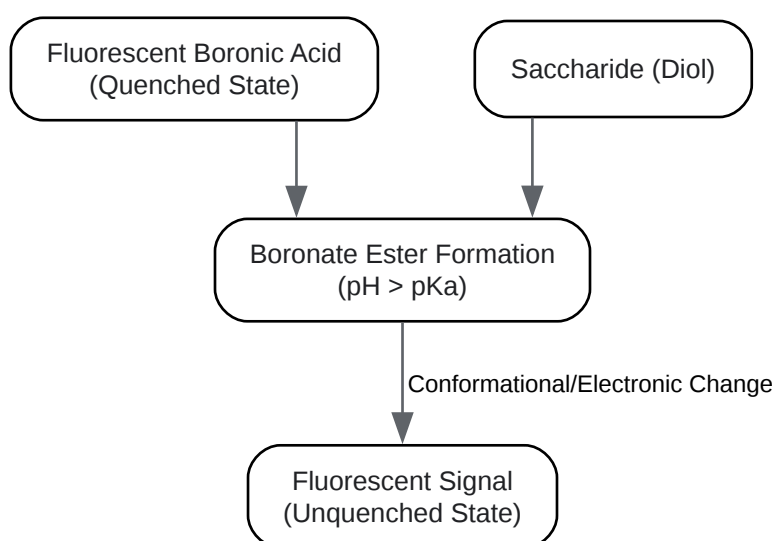 Fluorescent Boronic Acid
(Quenched State)
Saccharide (Diol)
Boronate Ester Formation
(pH > pKa)
Conformational/Electronic Change
Fluorescent Signal
(Unquenched State)